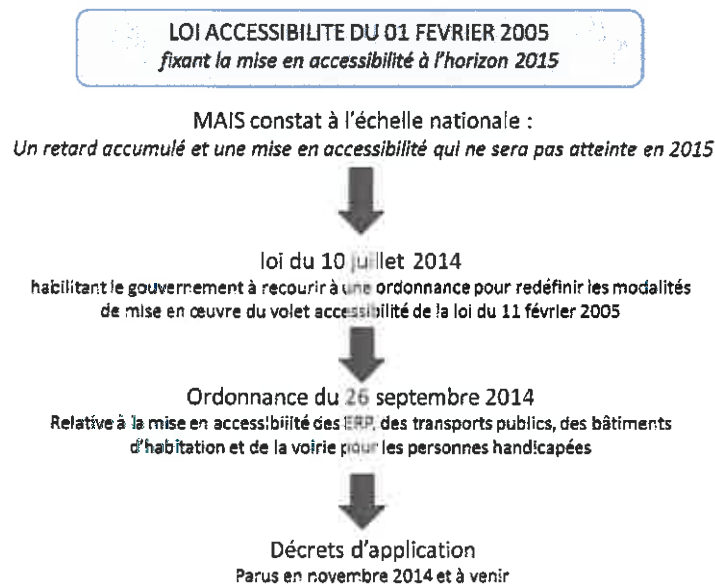 LOI ACCESSIBILITE DU 01 FEVRIER 2005
fixant la mise en accessibilité à l'horizon 2015
MAIS constat à l'échelle nationale :
Un retard accumulé et une mise en accessibilité qui ne sera pas atteinte en 2015
loi du 10 juillet 2014
habilitant le gouvernement à recourir à une ordonnance pour redéfinir les modalités
de mise en œuvre du volet accessibilité de la loi du 11 février 2005
Ordonnance du 26 septembre 2014
Relative à la mise en accessibilité des ERP, des transports publics, des bâtiments
d'habitation et de la voirie pour les personnes handicapées
Décrets d'application
Parus en novembre 2014 et à venir